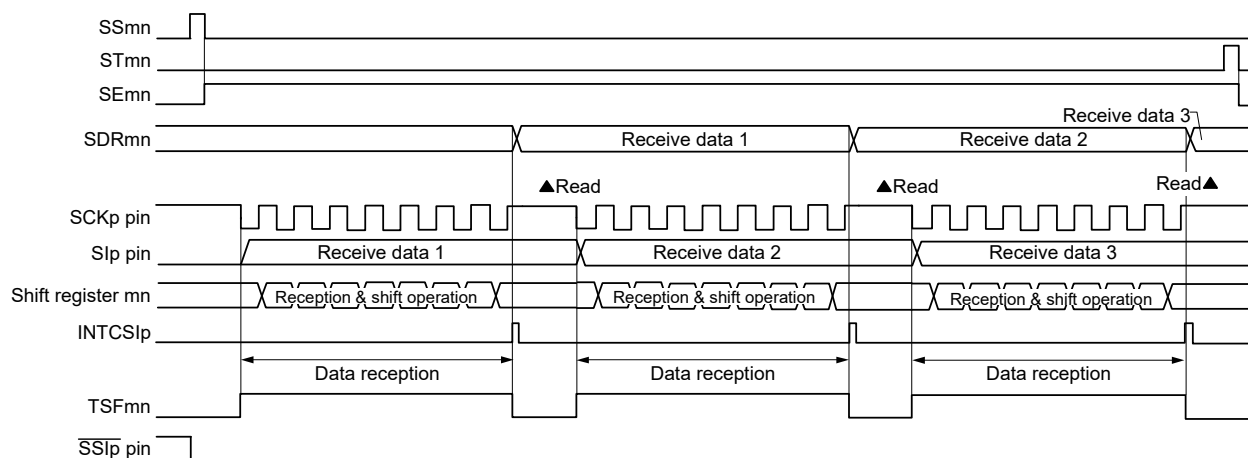 SSmn
STmn
SEmn
Receive data 3
SDRmn Receive data 1 Receive data 2
▲Read ▲Read Read▲
SCKp pin
SIp pin Receive data 1 Receive data 2 Receive data 3
Shift register mn Reception & shift operation Reception & shift operation Reception & shift operation
INTCSIp
Data reception Data reception Data reception
TSFmn
SSIp pin